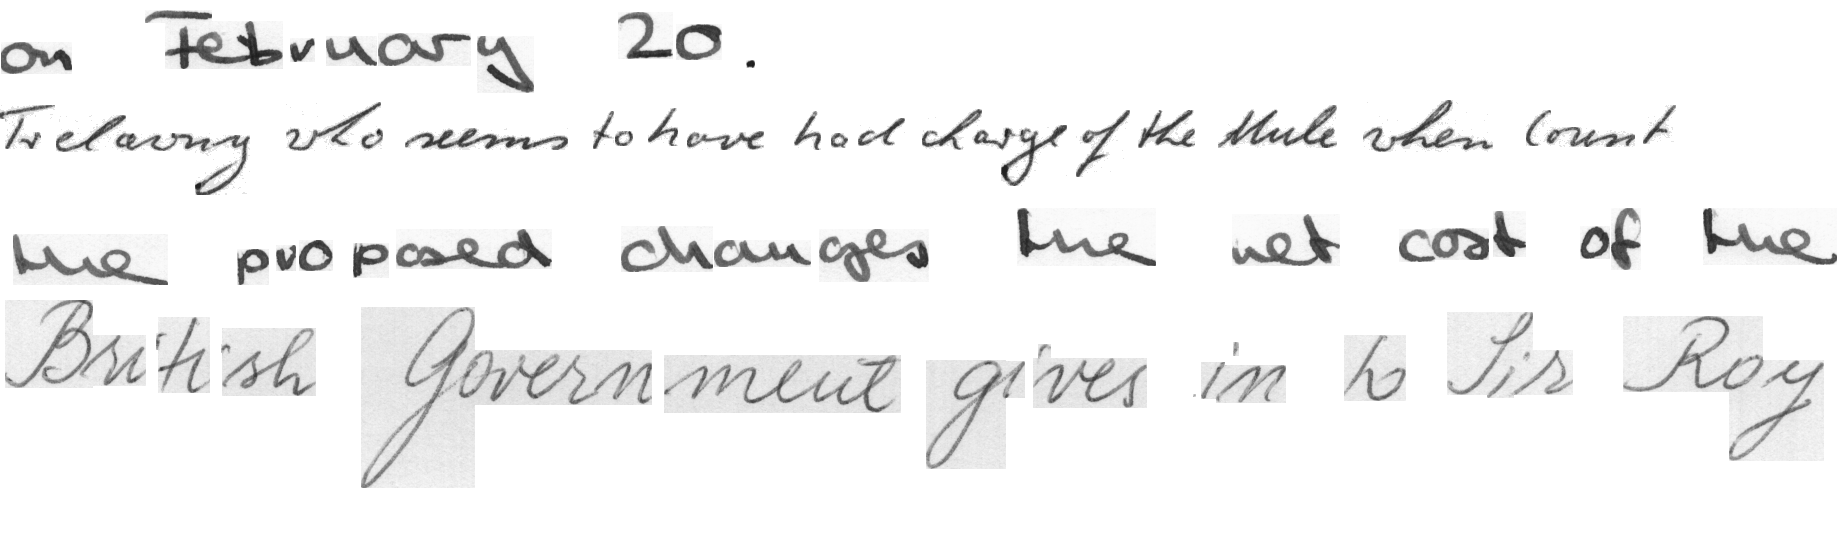 on February 20.
Trelawny who seems to have had charge of the Mule when Count
the proposed changes the net cost of the
British Government gives in to Sir Roy